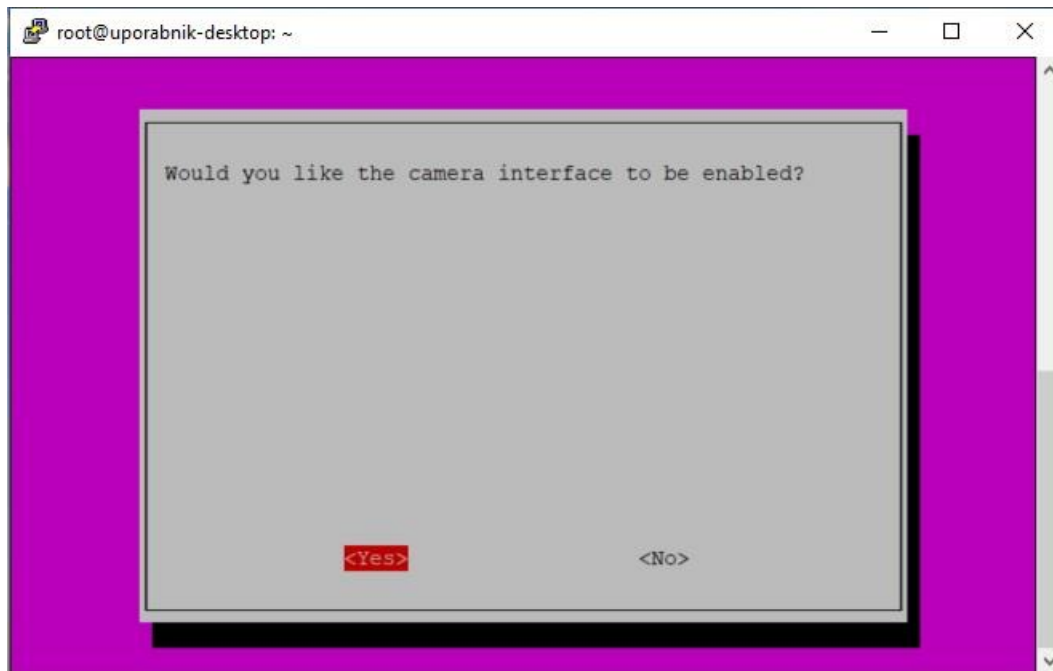 root@uporabnik-desktop: ~
Would you like the camera interface to be enabled?
<Yes> <No>